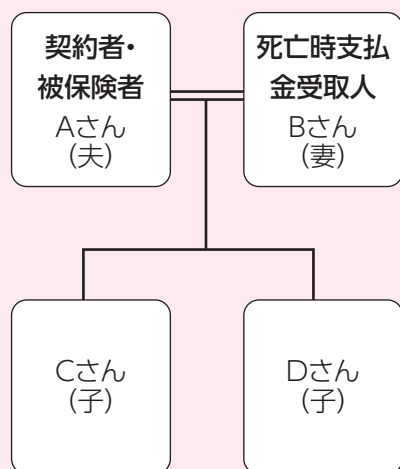 契約者・
被保険者
Aさん
(夫)
死亡時支払
金受取人
Bさん
(妻)
Cさん
(子)
Dさん
(子)